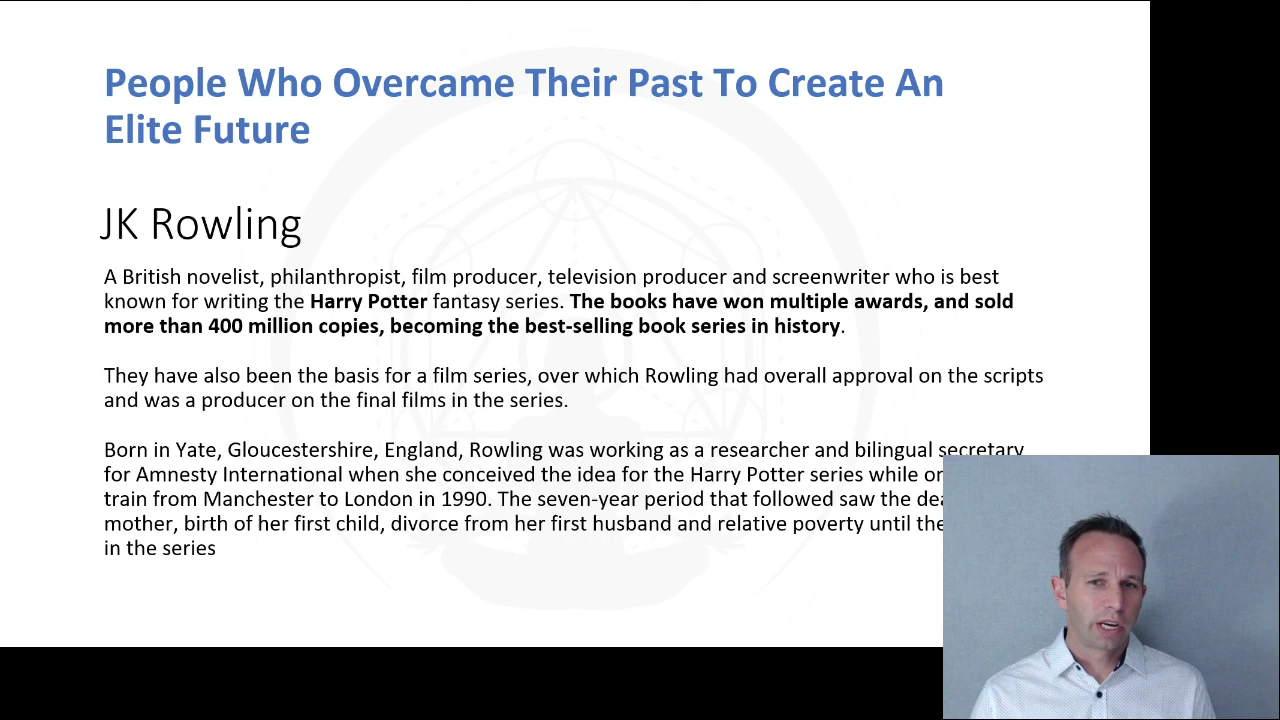 People Who Overcame Their Past To Create An
Elite Future
JK Rowling
A British novelist, philanthropist, film producer, television producer and screenwriter who is best
known for writing the Harry Potter fantasy series. The books have won multiple awards, and sold
more than 400 million copies, becoming the best-selling book series in history.
They have also been the basis for a film series, over which Rowling had overall approval on the scripts
and was a producer on the final films in the series.
Born in Yate, Gloucestershire, England, Rowling was working as a researcher and bilingual secretary
for Amnesty International when she conceived the idea for the Harry Potter series while
train from Manchester to London in 1990. The seven-year period that followed saw the
mother, birth of her first child, divorce from her first husband and relative poverty until
in the series